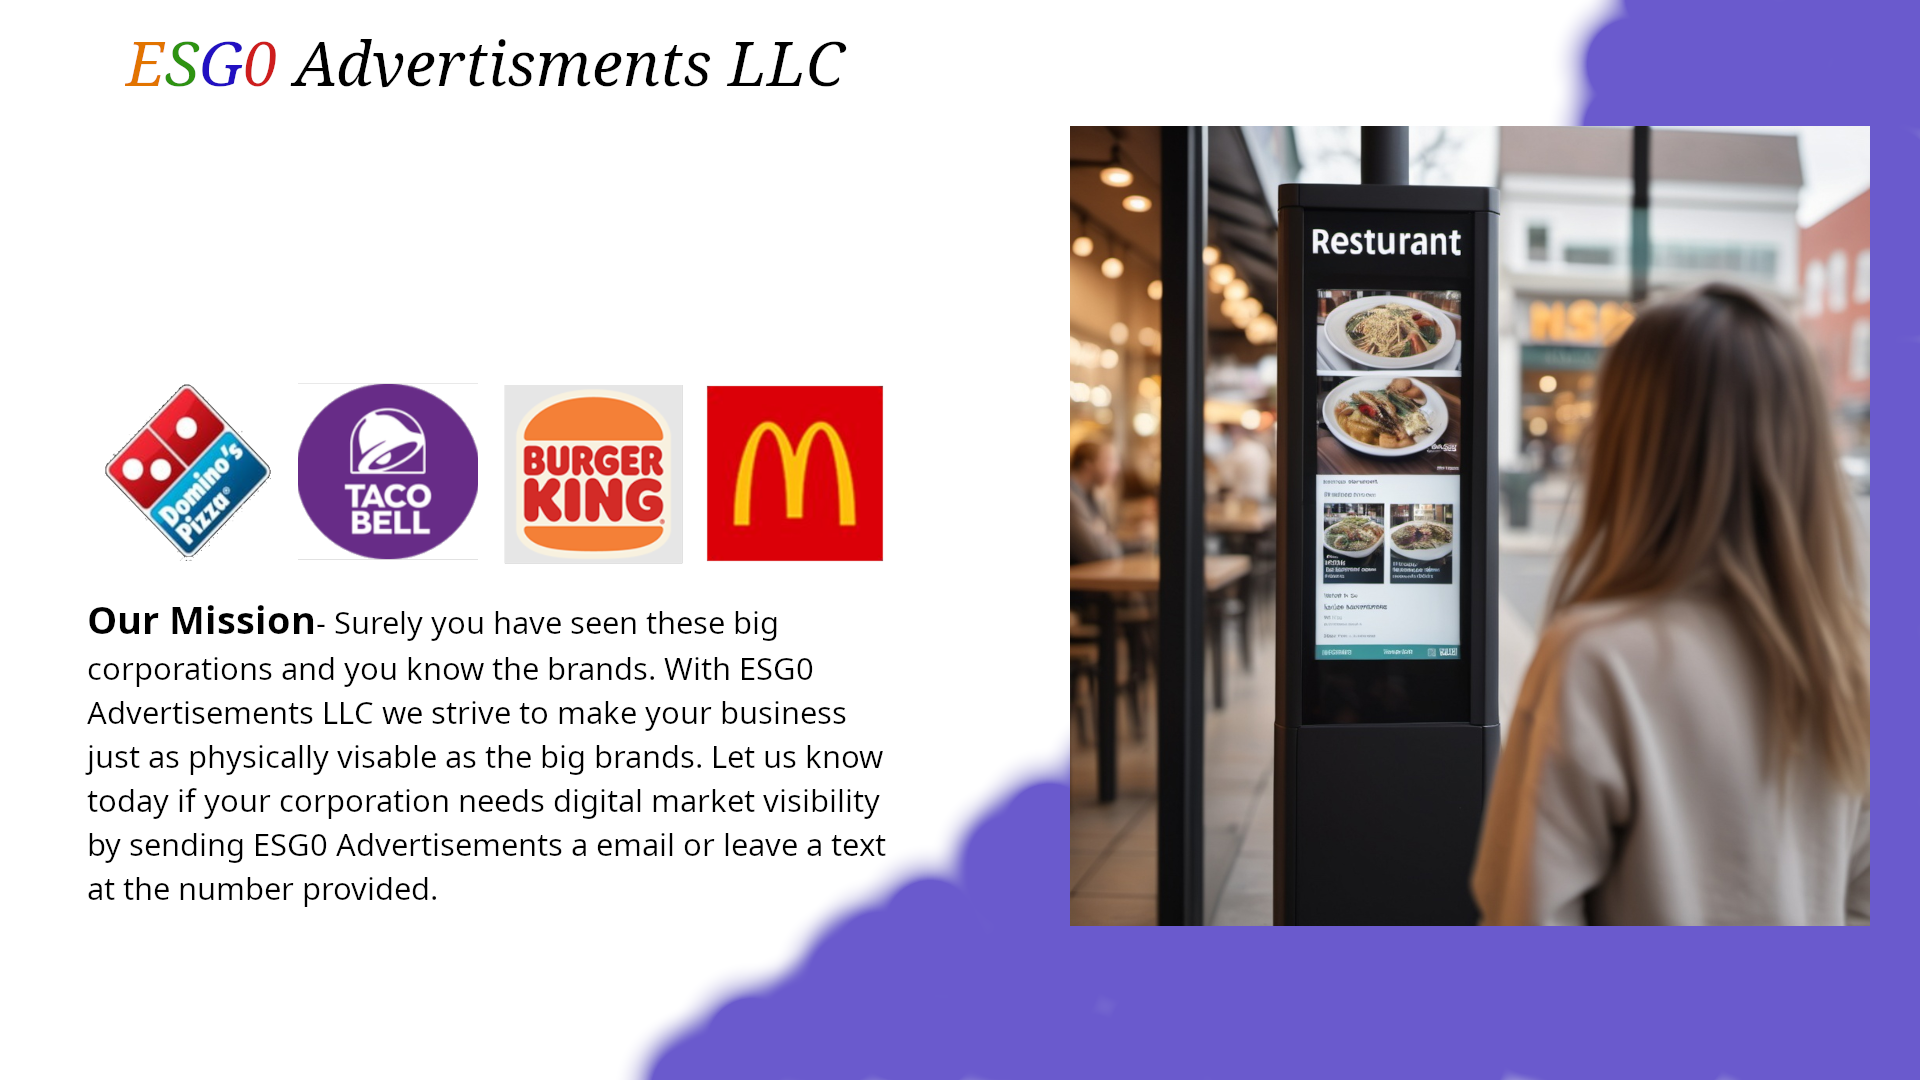 ESG0 Advertisments LLC
Resturant
Domino's
Pizza®
TACO
BELL
BURGER
KING®
Our Mission- Surely you have seen these big
corporations and you know the brands. With ESG0
Advertisements LLC we strive to make your business
just as physically visable as the big brands. Let us know
today if your corporation needs digital market visibility
by sending ESG0 Advertisements a email or leave a text
at the number provided.